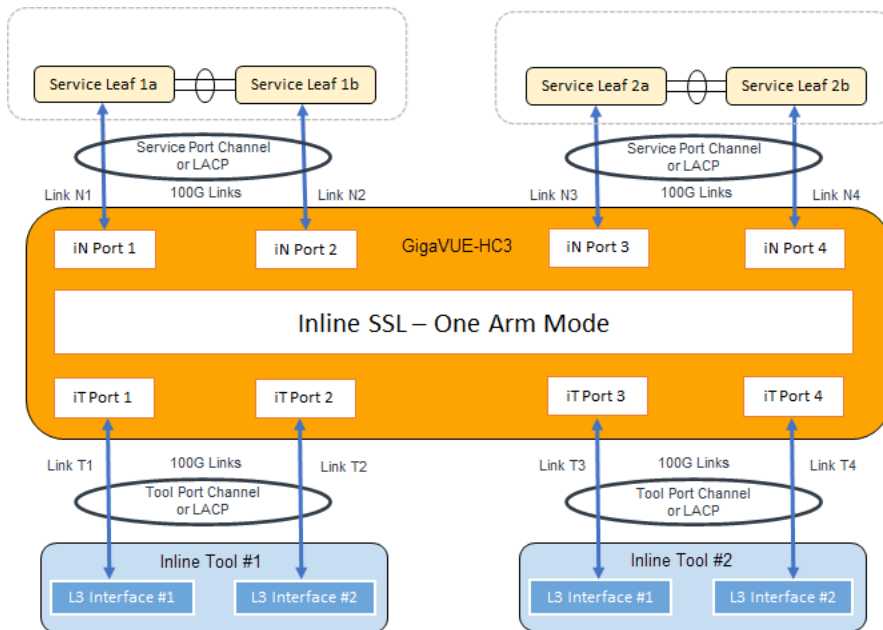 Service Leaf 1a
Service Leaf 1b
Service Leaf 2a
Service Leaf 2b
Service Port Channel
or LACP
Service Port Channel
or LACP
Link N1
100G Links
Link N2
Link N3
100G Links
Link N4
iN Port 1
iN Port 2
GigaVUE-HC3
iN Port 3
iN Port 4
Inline SSL – One Arm Mode
iT Port 1
iT Port 2
iT Port 3
iT Port 4
Link T1
100G Links
Link T2
Link T3
100G Links
Link T4
Tool Port Channel
or LACP
Tool Port Channel
or LACP
Inline Tool #1
Inline Tool #2
L3 Interface #1
L3 Interface #2
L3 Interface #1
L3 Interface #2